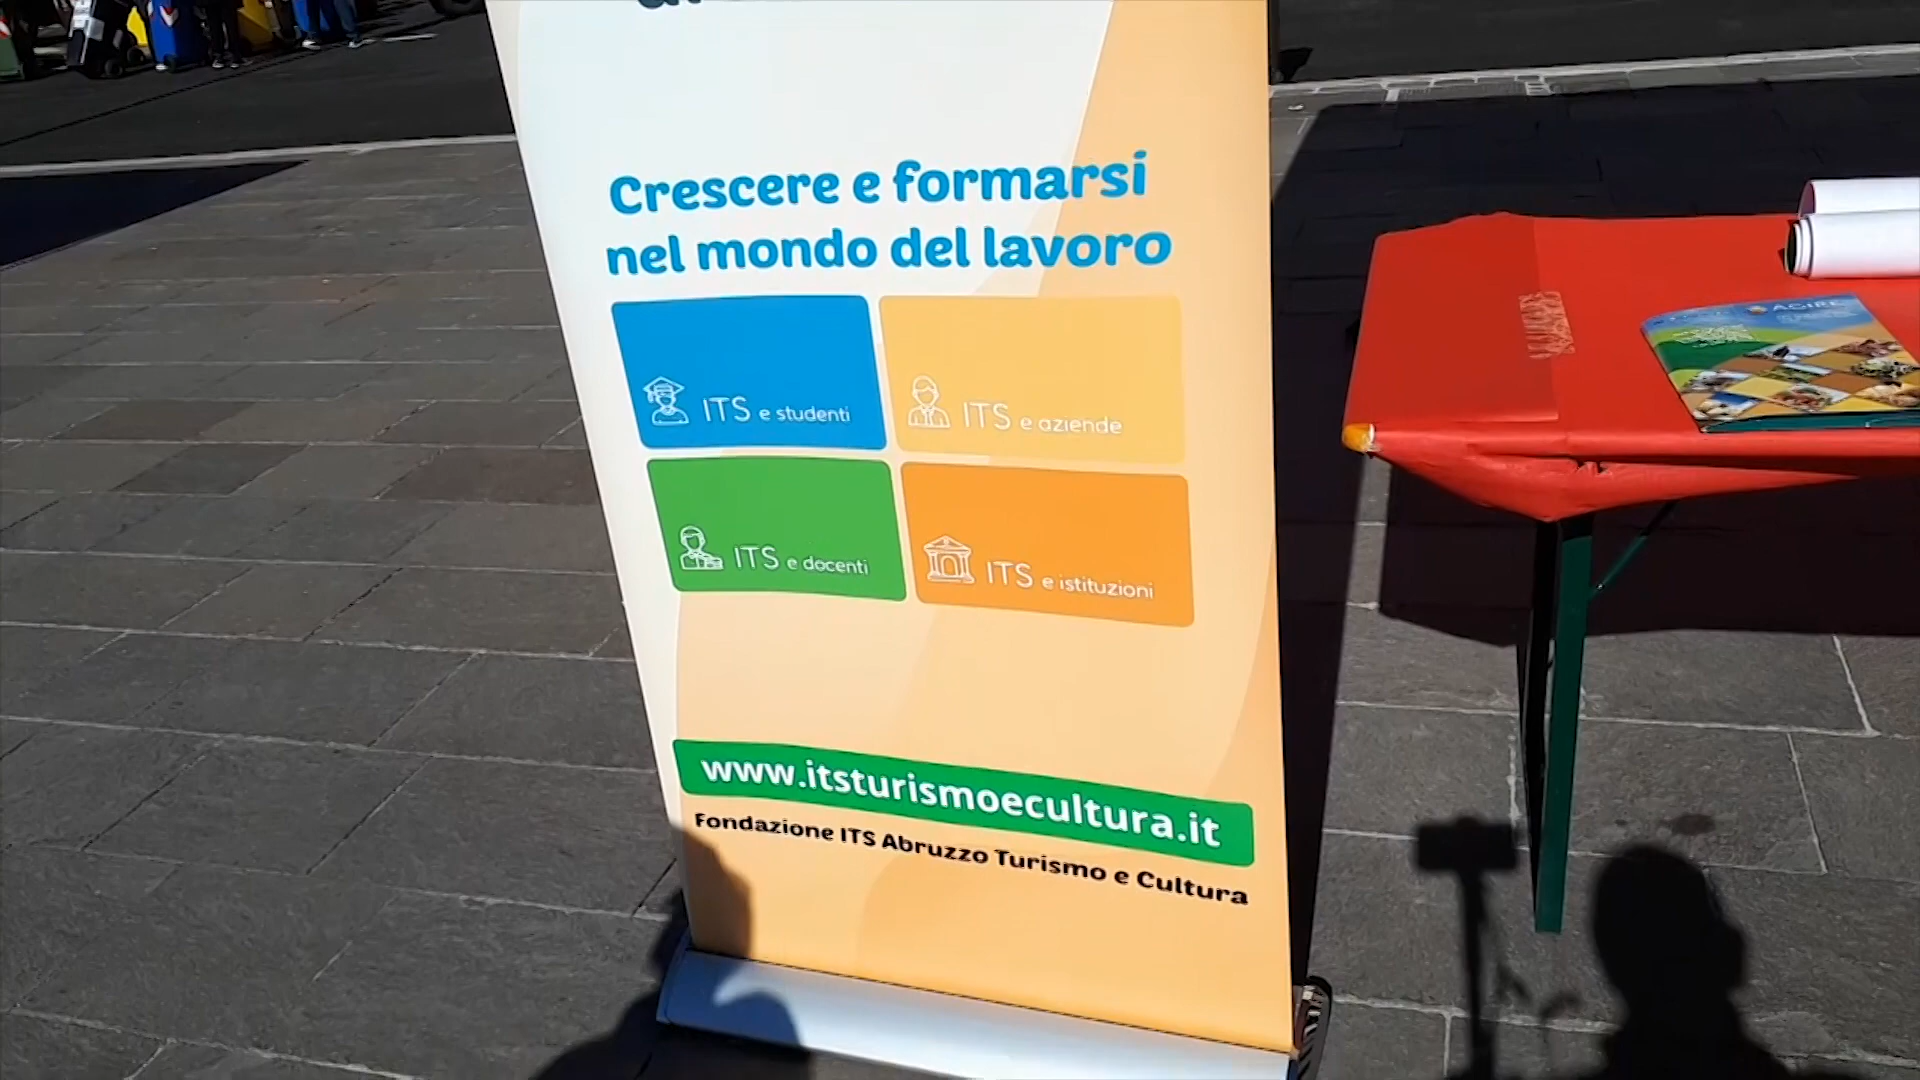 Crescere e formarsi
nel mondo del lavoro
ITS e studenti
ITS e aziende
ITS e docenti
ITS e istituzioni
www.itsturismoecultura.it
Fondazione ITS Abruzzo Turismo e Cultura
AGIRE